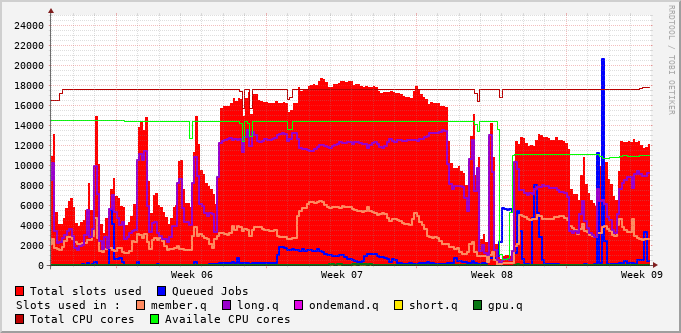 RRDTOOL / TOBI OETIKER
24000
22000
20000
18000
16000
14000
12000
10000
8000
6000
4000
2000
0
Week 06 Week 07 Week 08 Week 09
Total slots used Queued Jobs
Slots used in : member.q long.q ondemand.q short.q gpu.q
Total CPU cores Availale CPU cores